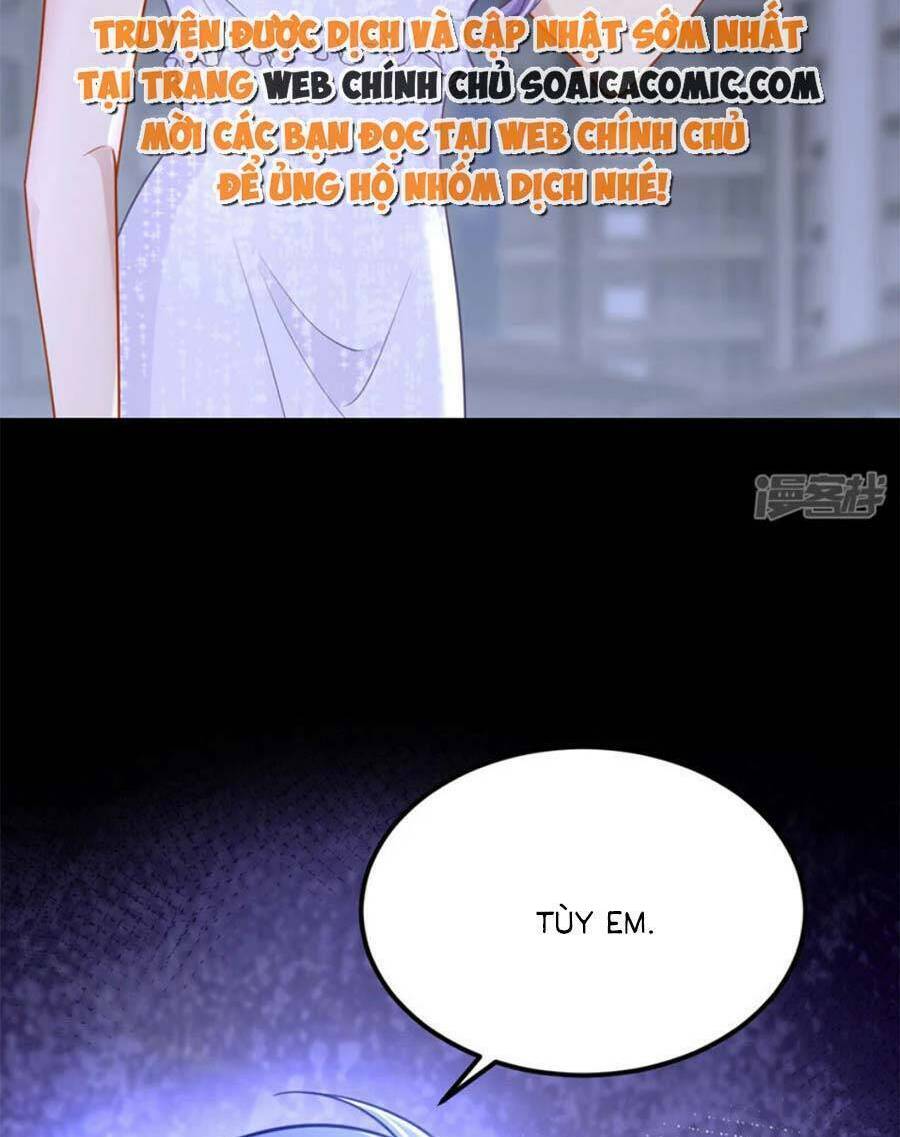 TRUYỆN ĐƯỢC DỊCH VÀ CẬP NHẬT SỚM NHẤT
TẠI TRANG WEB CHÍNH CHỦ SOAICACOMIC.COM
MỜI CÁC BẠN ĐỌC TẠI WEB CHÍNH CHỦ
ĐỂ ỦNG HỘ NHÓM DỊCH NHÉ!
漫客栈
TÙY EM.